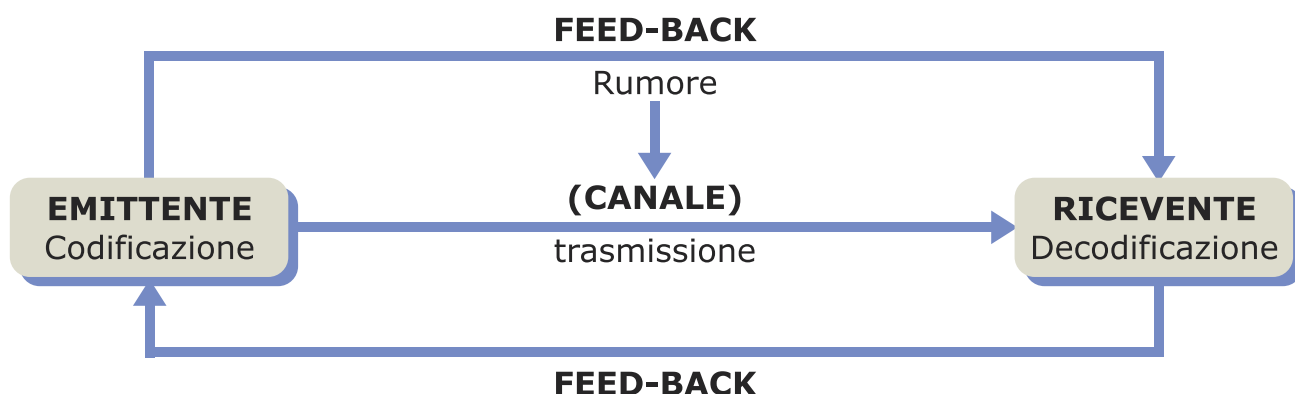 FEED-BACK
Rumore
(CANALE)
EMITTENTE
Codificazione
trasmissione
RICEVENTE
Decodificazione
FEED-BACK